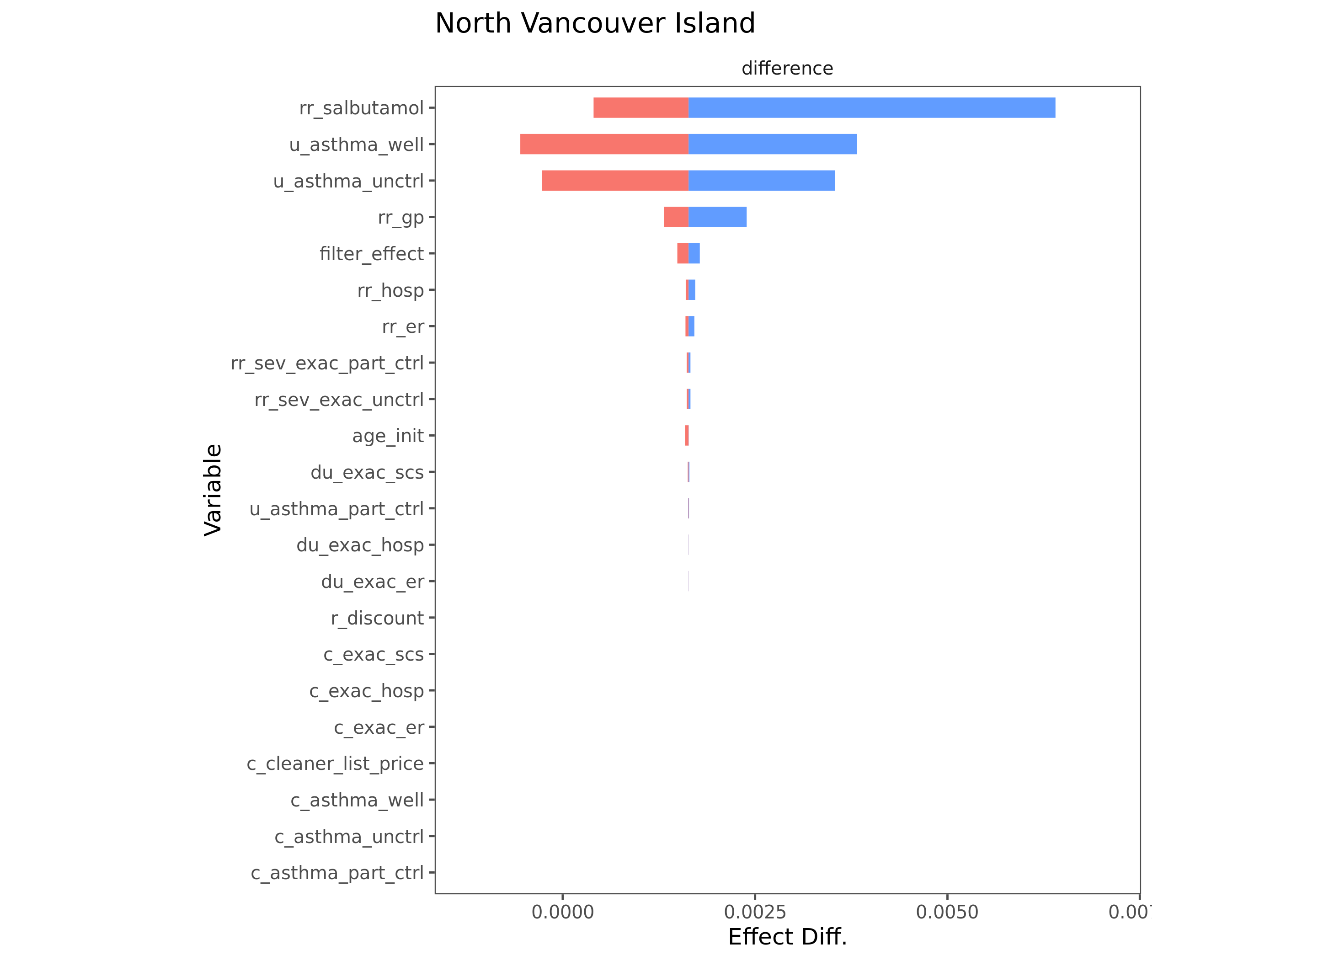 North Vancouver Island
difference
rr_salbutamol
u_asthma_well
u_asthma_unctrl
rr_gp
filter_effect
rr_hosp
rr_er
rr_sev_exac_part_ctrl
rr_sev_exac_unctrl
age_init
du_exac_scs
u_asthma_part_ctrl
du_exac_hosp
du_exac_er
r_discount
c_exac_scs
c_exac_hosp
c_exac_er
c_cleaner_list_price
c_asthma_well
c_asthma_unctrl
c_asthma_part_ctrl
Variable
0.0000 0.0025 0.0050
Effect Diff.